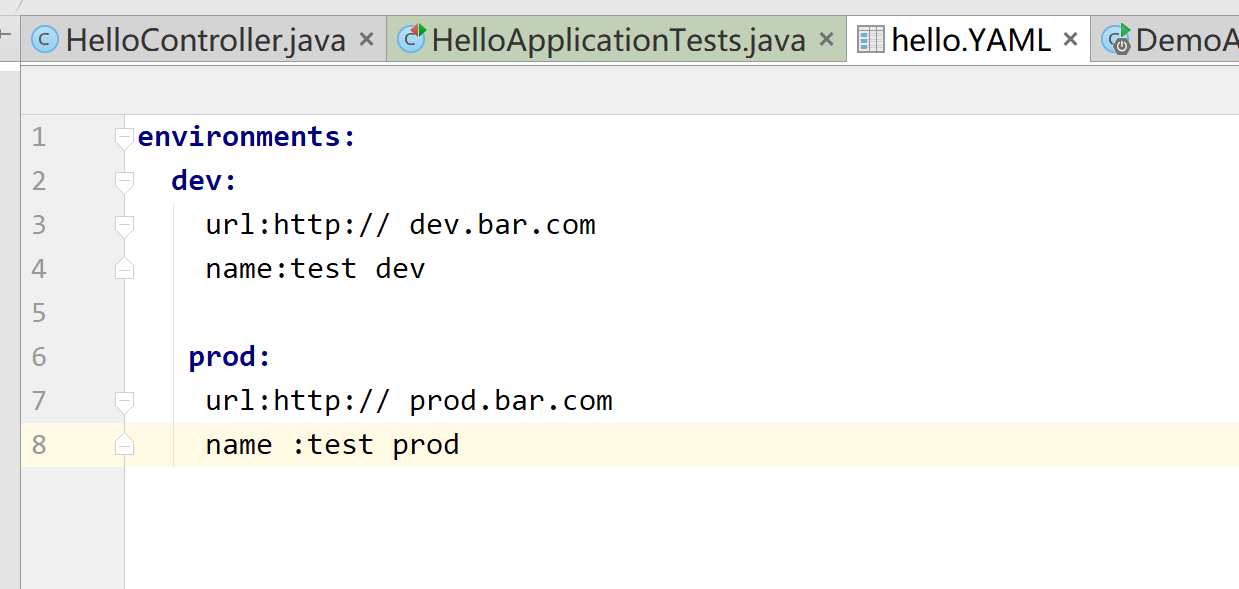 HelloController.java HelloApplicationTests.java hello.YAML DemoA
1 environments:
2 dev:
3 url:http:// dev.bar.com
4 name:test dev
5
6 prod:
7 url:http:// prod.bar.com
8 name :test prod